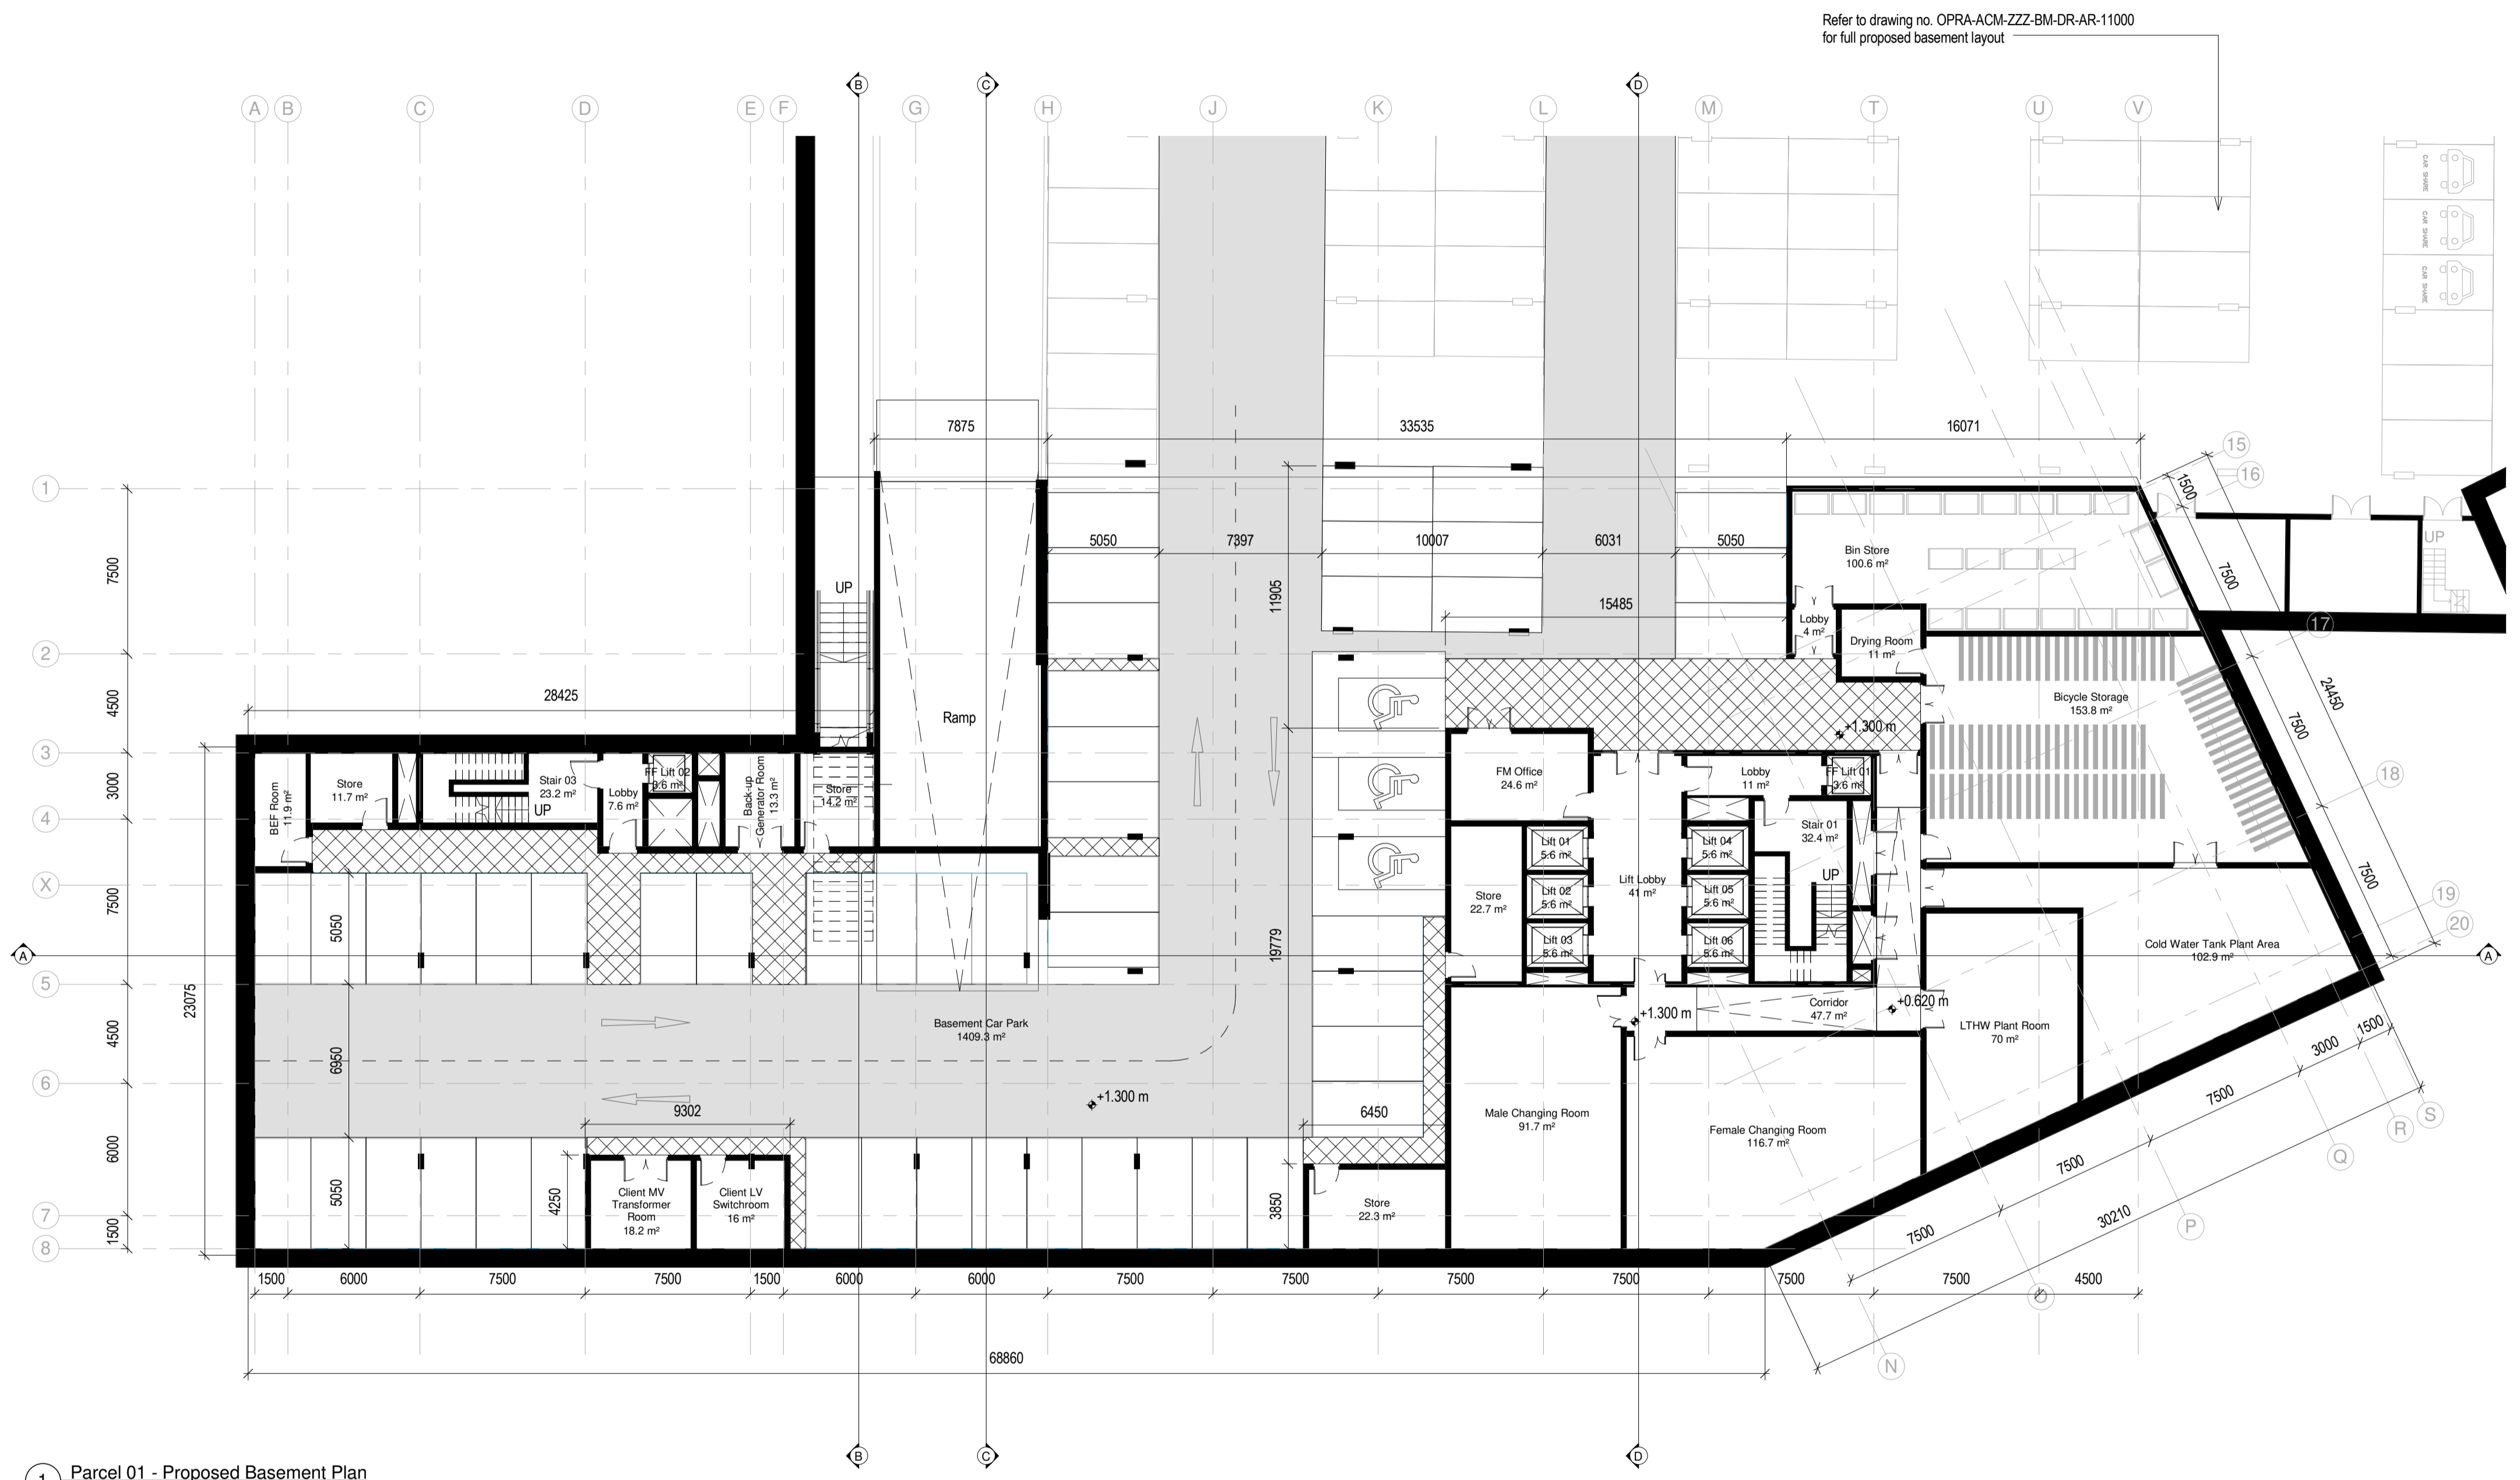 Refer to drawing no. OPRA-ACM-ZZZ-BM-DR-AR-11000
for full proposed basement layout
B
C
D
A
B
C
D
E
F
G
H
J
K
L
M
T
U
V
CAR SHARE
CAR SHARE
CAR SHARE
7875
33535
16071
15
16
1500
1
7500
5050
7397
10007
6031
5050
Bin Store
100.6 m²
UP
UP
7500
11905
15485
Lobby
4 m²
Drying Room
11 m²
17
2
4500
28425
Ramp
Bicycle Storage
153.8 m²
24450
7500
+1.300 m
3
3000
BEF Room
11.9 m²
Store
11.7 m²
Stair 03
23.2 m²
UP
Lobby
7.6 m²
FF Lift 02
3.6 m²
Back-up
Generator Room
13.3 m²
Store
14.2 m²
FM Office
24.6 m²
Lobby
11 m²
FF Lift 01
3.6 m²
18
4
Stair 01
32.4 m²
Lift 01
5.6 m²
Lift 04
5.6 m²
X
7500
5050
Store
22.7 m²
Lift 02
5.6 m²
Lift Lobby
41 m²
Lift 05
5.6 m²
UP
7500
19
20
A
19779
Lift 03
5.6 m²
Lift 06
5.6 m²
Cold Water Tank Plant Area
102.9 m²
A
5
23075
4500
6950
Basement Car Park
1409.3 m²
+1.300 m
Corridor
47.7 m²
+0.620 m
LTHW Plant Room
70 m²
1500
3000
6
+1.300 m
9302
6450
Male Changing Room
91.7 m²
Female Changing Room
116.7 m²
7500
S
R
Q
6000
5050
4250
Client MV
Transformer
Room
18.2 m²
Client LV
Switchroom
16 m²
3850
Store
22.3 m²
7500
7
1500
8
30210
P
7500
1500
6000
7500
7500
1500
6000
6000
7500
7500
7500
7500
7500
7500
4500
O
68860
N
B
C
D
1
Parcel 01 - Proposed Basement Plan